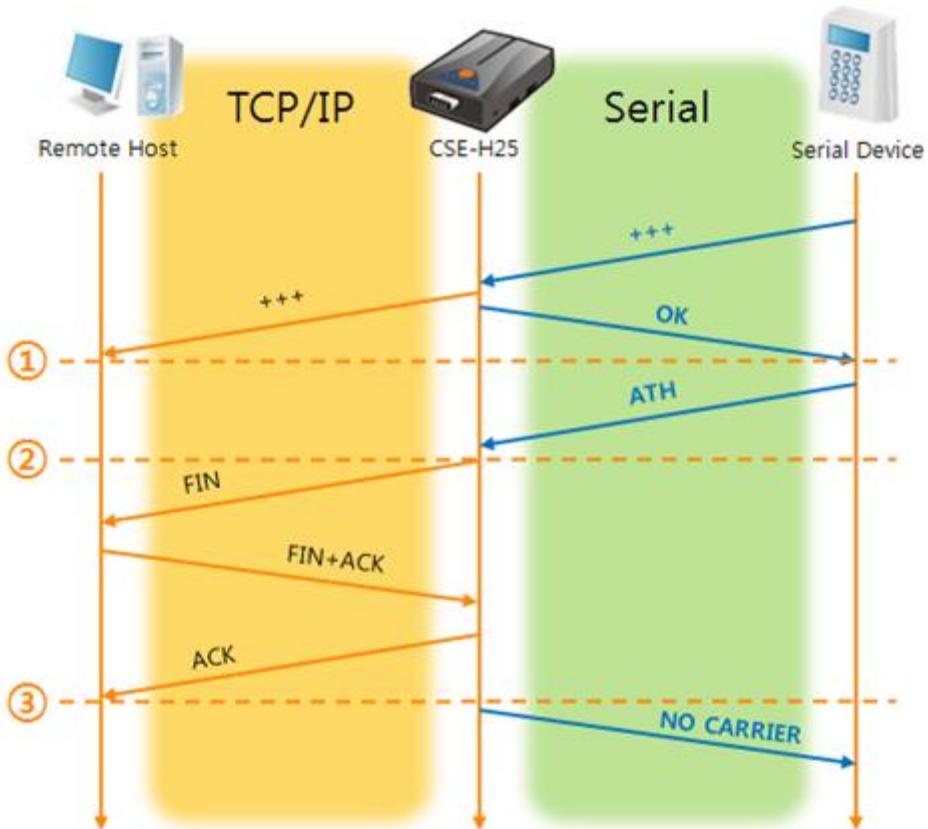 TCP/IP
Serial
Remote Host
CSE-H25
Serial Device
+++
+++
OK
①
ATH
②
FIN
FIN+ACK
ACK
③
NO CARRIER